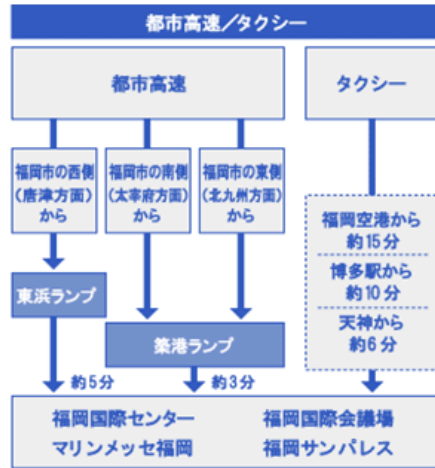 都市高速／タクシー
都市高速
タクシー
福岡市の西側
(唐津方面)
から
福岡市の南側
(太宰府方面)
から
福岡市の東側
(北九州方面)
から
福岡空港から
約15分
博多駅から
約10分
天神から
約6分
東浜ランプ
築港ランプ
約5分
約3分
福岡国際センター
福岡国際会議場
マリンメッセ福岡
福岡サンパレス